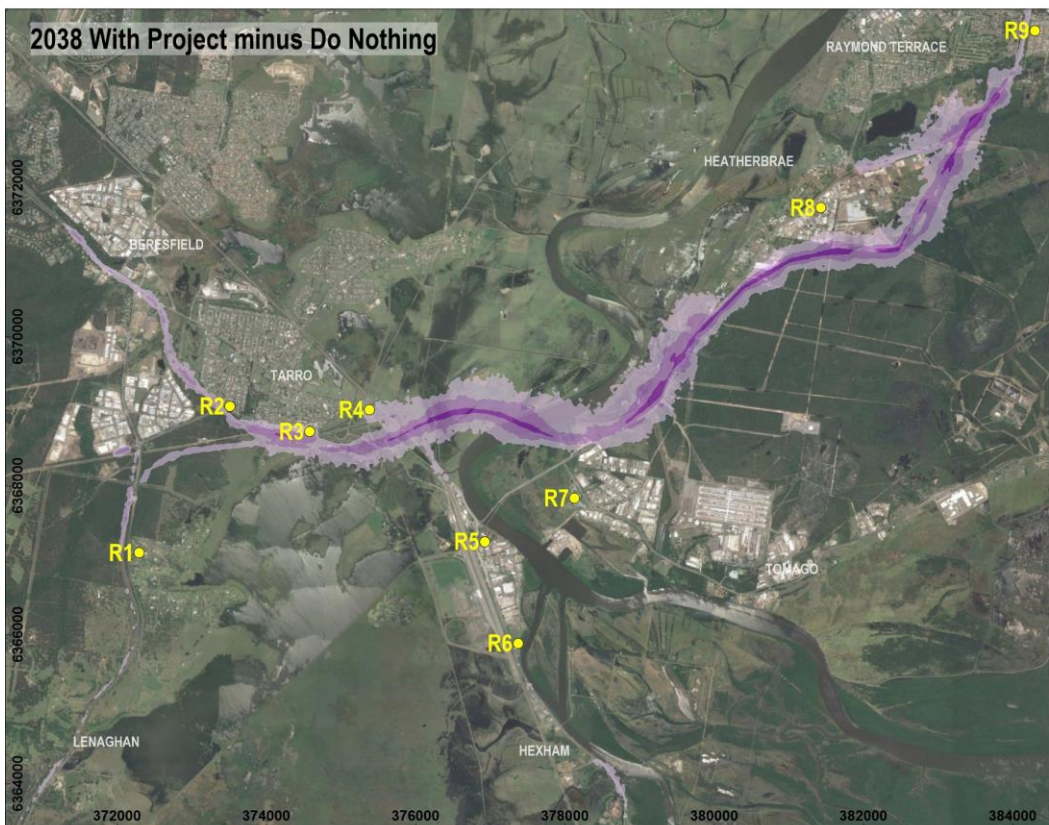 2038 With Project minus Do Nothing
R9
RAYMOND TERRACE
HEATHERBRAE
6372000
R8
BERESFIELD
6370000
TARRO
R2
R4
R3
6368000
R7
R5
R1
TOMAGO
6366000
R6
LENAGHAN
HEXHAM
6364000
372000 374000 376000 378000 380000 382000 384000